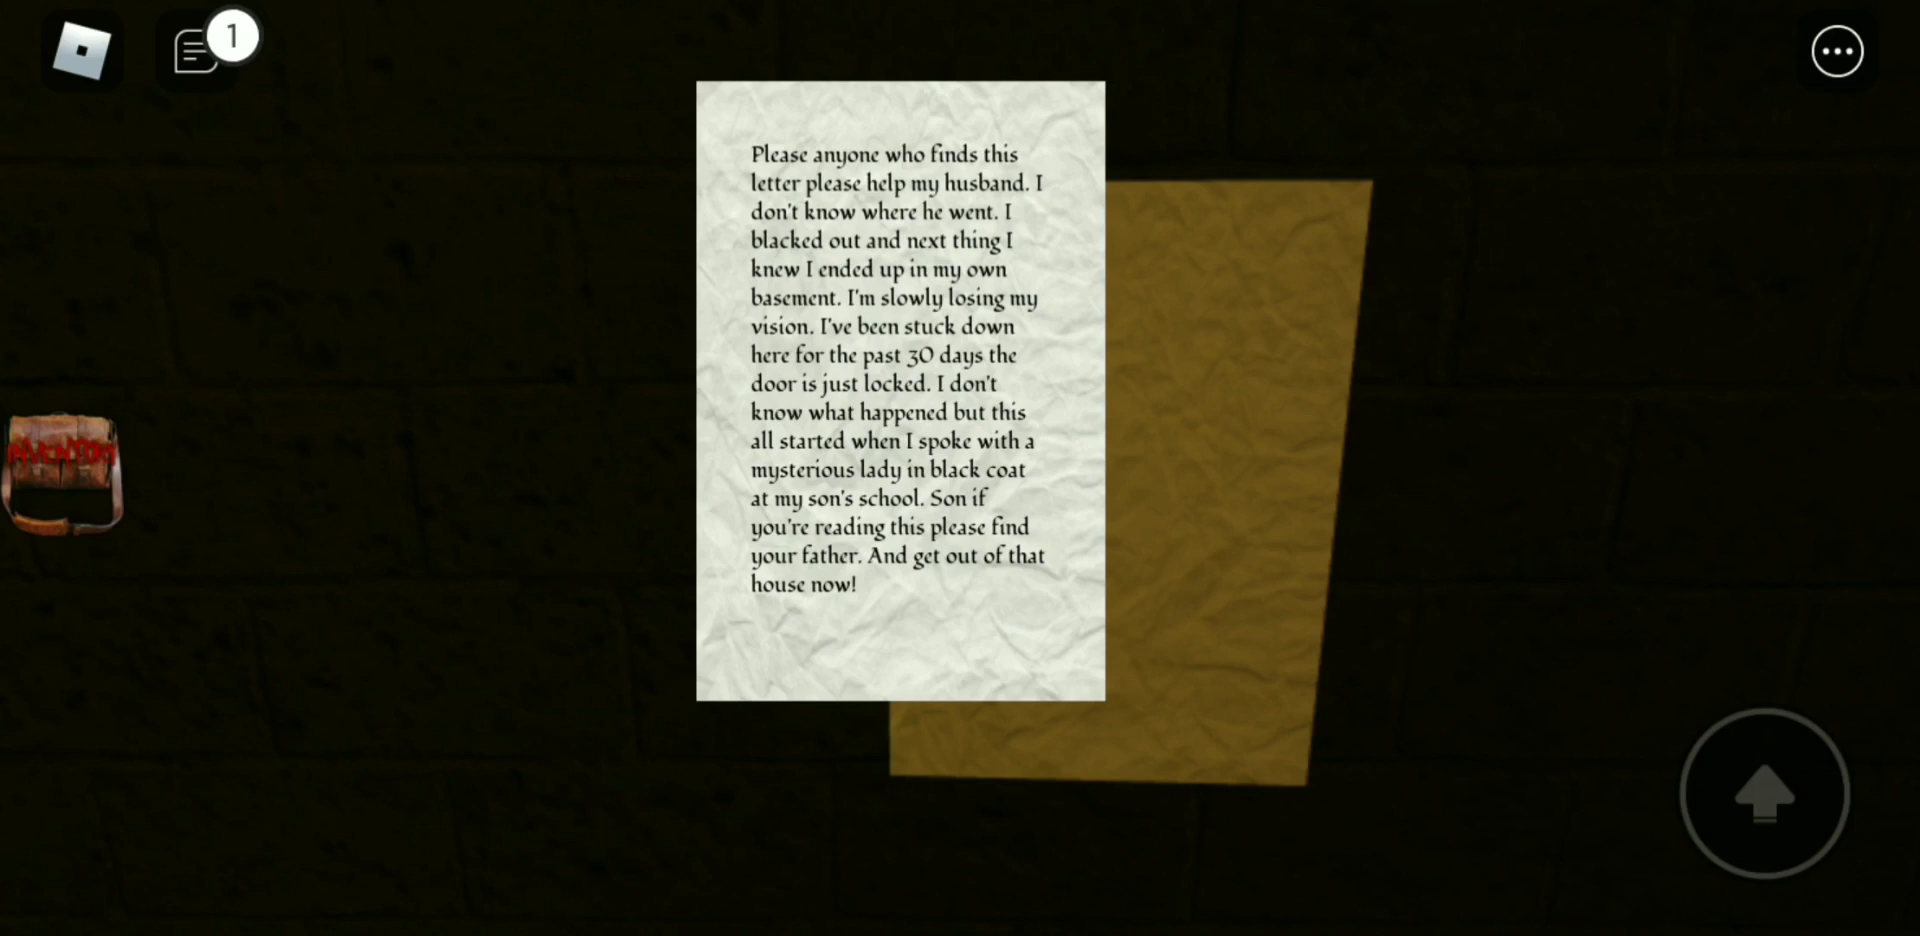 1
Please anyone who finds this
letter please help my husband. I
don't know where he went. I
blacked out and next thing I
knew I ended up in my own
basement. I'm slowly losing my
vision. I've been stuck down
here for the past 30 days the
door is just locked. I don't
know what happened but this
all started when I spoke with a
mysterious lady in black coat
at my son's school. Son if
you're reading this please find
your father. And get out of that
house now!
INVENTORY